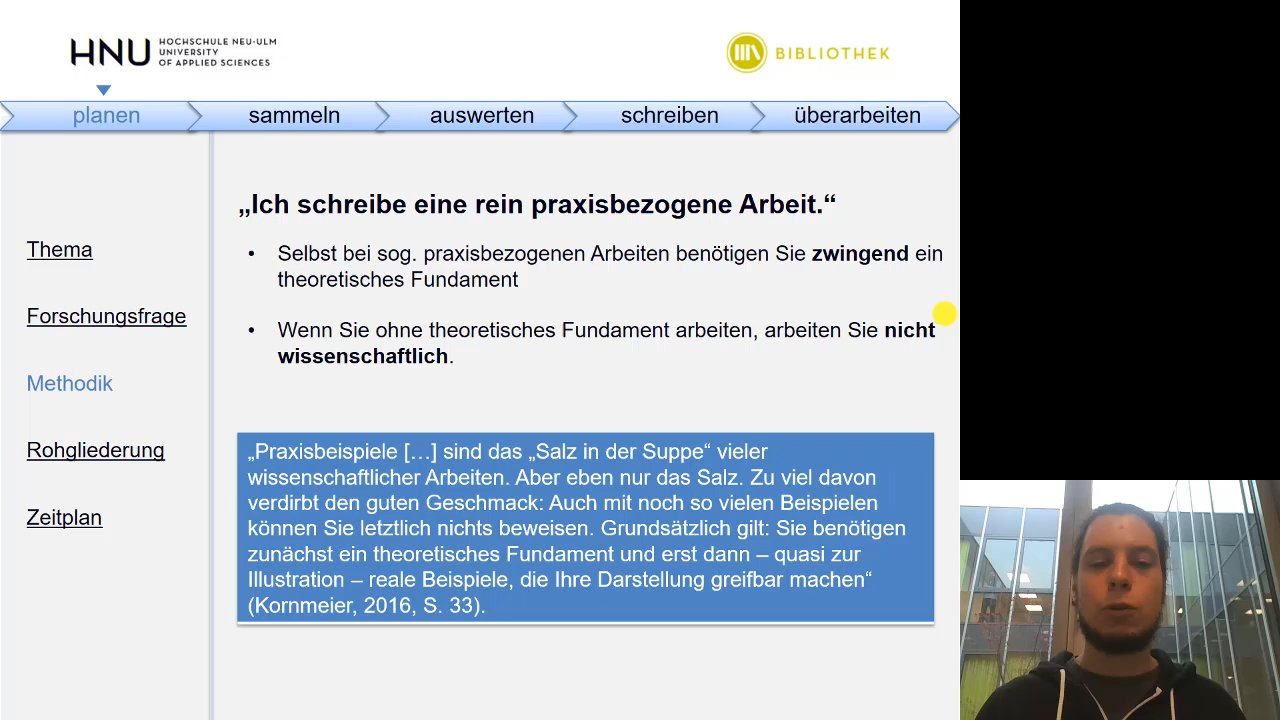 HNU HOCHSCHULE NEU-ULM
UNIVERSITY
OF APPLIED SCIENCES
BIBLIOTHEK
planen
sammeln
auswerten
schreiben
überarbeiten
Thema
Forschungsfrage
Methodik
Rohgliederung
Zeitplan
„Ich schreibe eine rein praxisbezogene Arbeit.“
• Selbst bei sog. praxisbezogenen Arbeiten benötigen Sie zwingend ein
theoretisches Fundament
• Wenn Sie ohne theoretisches Fundament arbeiten, arbeiten Sie nicht
wissenschaftlich.
„Praxisbeispiele […] sind das „Salz in der Suppe“ vieler
wissenschaftlicher Arbeiten. Aber eben nur das Salz. Zu viel davon
verdirbt den guten Geschmack: Auch mit noch so vielen Beispielen
können Sie letztlich nichts beweisen. Grundsätzlich gilt: Sie benötigen
zunächst ein theoretisches Fundament und erst dann – quasi zur
Illustration – reale Beispiele, die Ihre Darstellung greifbar machen“
(Kornmeier, 2016, S. 33).